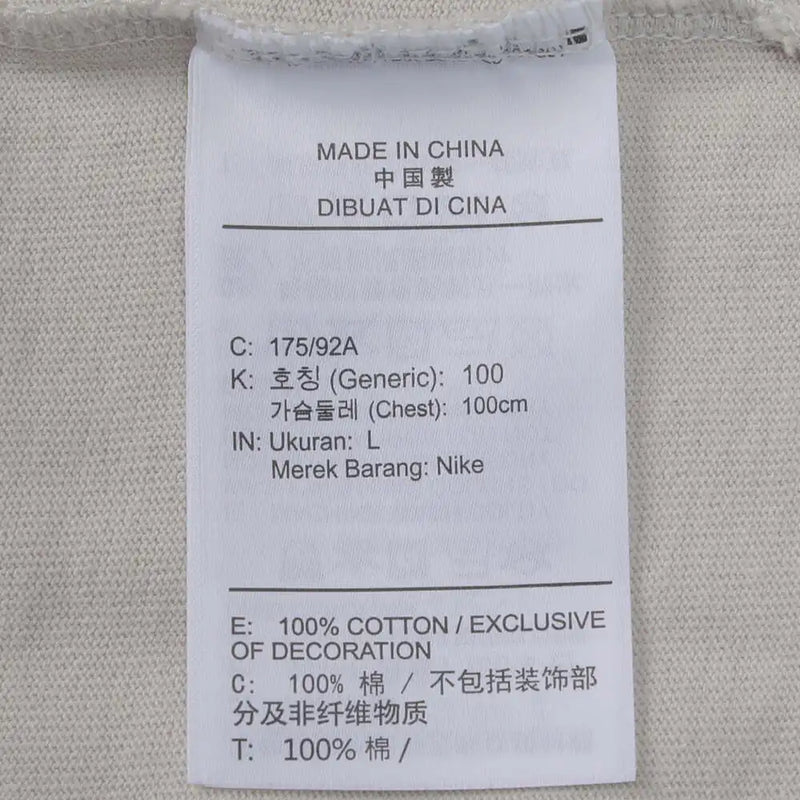 MADE IN CHINA
中国製
DIBUAT DI CINA
C: 175/92A
K: 호칭 (Generic): 100
가슴둘레 (Chest): 100cm
IN: Ukuran: L
Merek Barang: Nike
E: 100% COTTON / EXCLUSIVE
OF DECORATION
C: 100% 棉 / 不包括装饰部
分及非纤维物质
T: 100% 棉 /